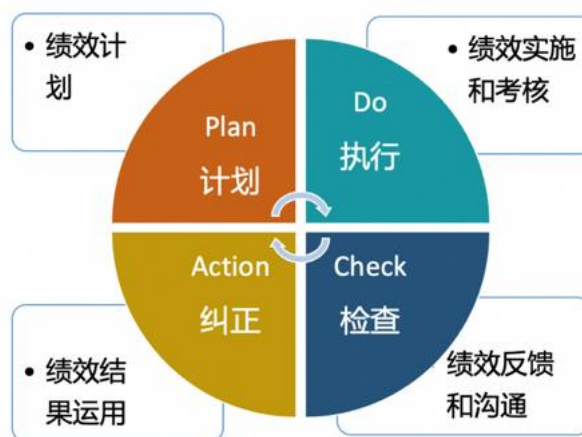 • 绩效计
划
• 绩效实施
和考核
Plan
计划
Do
执行
Action
纠正
Check
检查
• 绩效结
果运用
绩效反馈
和沟通